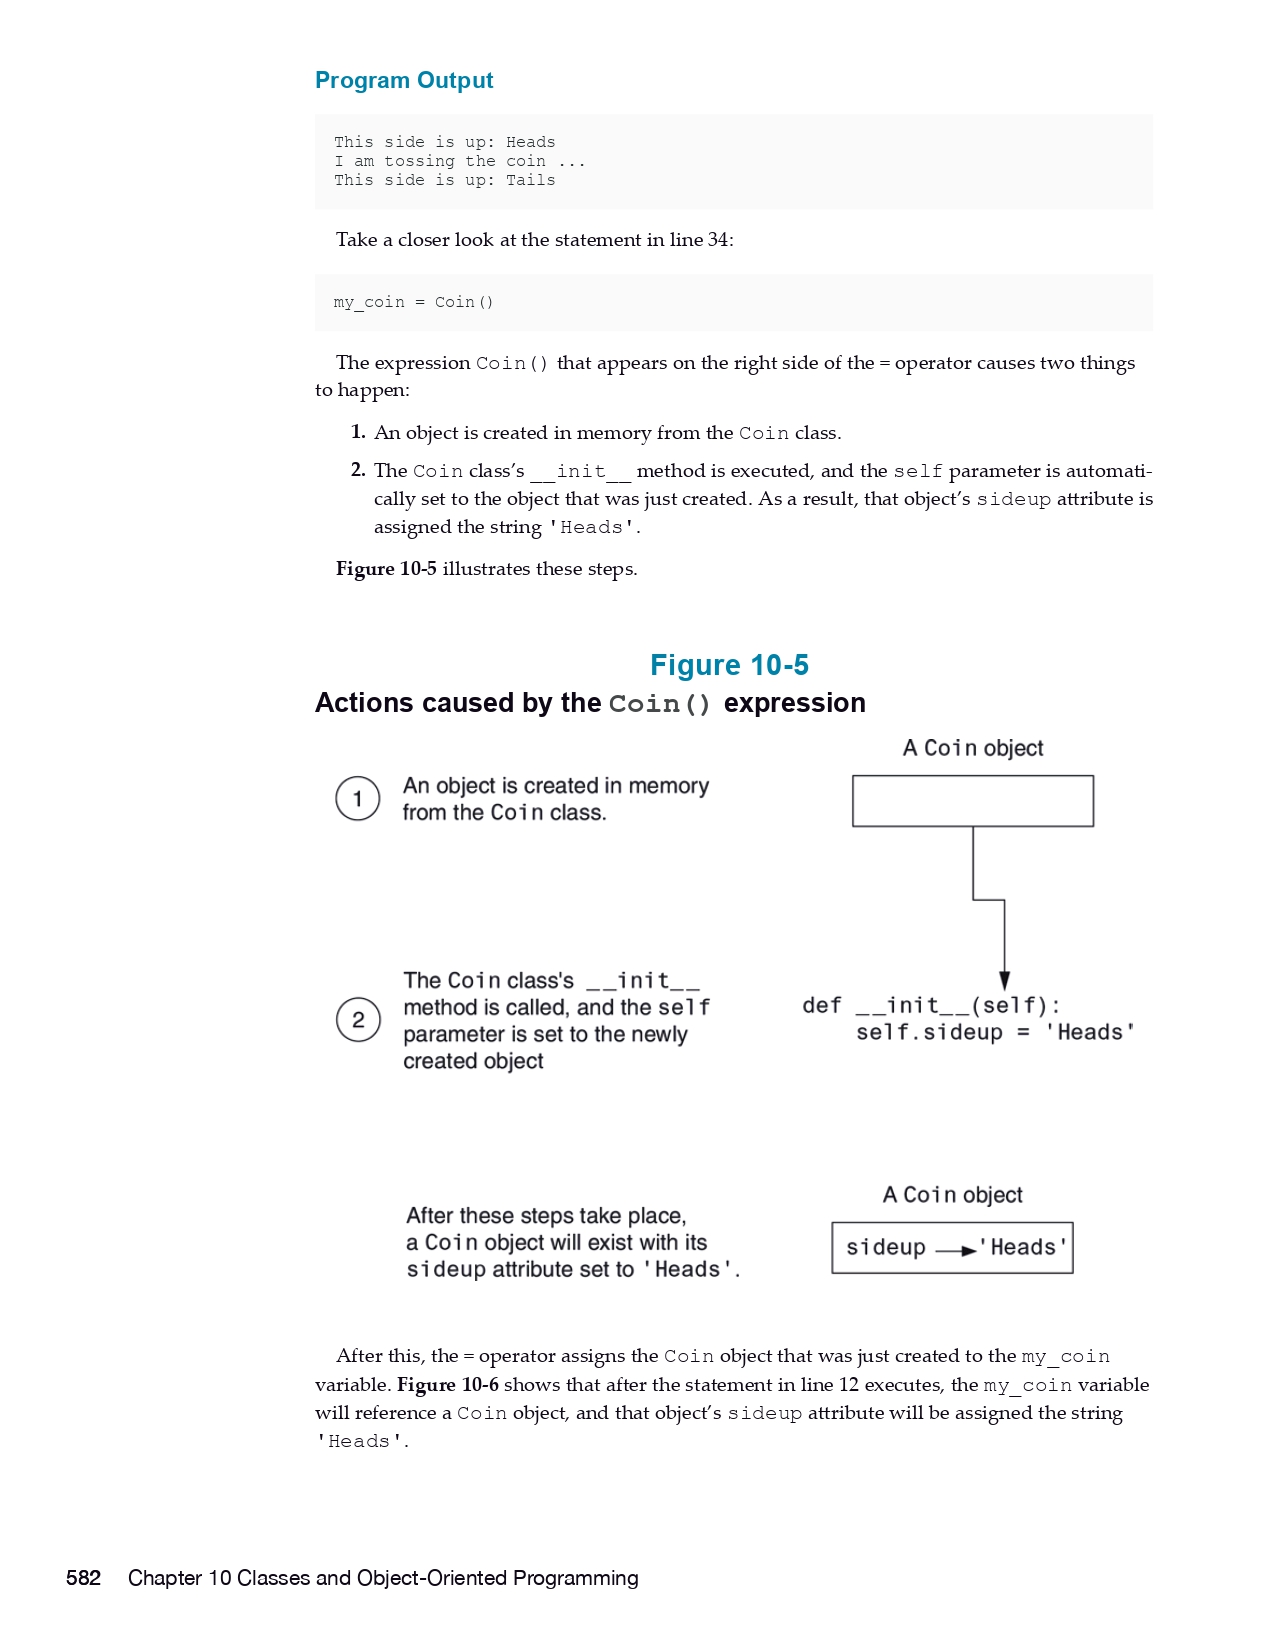 Program Output
This side is up: Heads
I am tossing the coin ...
This side is up: Tails
Take a closer look at the statement in line 34:
my_coin = Coin()
The expression Coin() that appears on the right side of the = operator causes two things
to happen:
1. An object is created in memory from the Coin class.
2. The Coin class’s __init__ method is executed, and the self parameter is automati-
cally set to the object that was just created. As a result, that object’s sideup attribute is
assigned the string 'Heads'.
Figure 10-5 illustrates these steps.
Figure 10-5
Actions caused by the Coin() expression
A Coin object
1
An object is created in memory
from the Coin class.
2
The Coin class's __init__
method is called, and the self
parameter is set to the newly
created object
def __init__(self):
self.sideup = 'Heads'
After these steps take place,
a Coin object will exist with its
sideup attribute set to 'Heads'.
A Coin object
sideup 'Heads'
After this, the = operator assigns the Coin object that was just created to the my_coin
variable. Figure 10-6 shows that after the statement in line 12 executes, the my_coin variable
will reference a Coin object, and that object’s sideup attribute will be assigned the string
'Heads'.
582 Chapter 10 Classes and Object-Oriented Programming